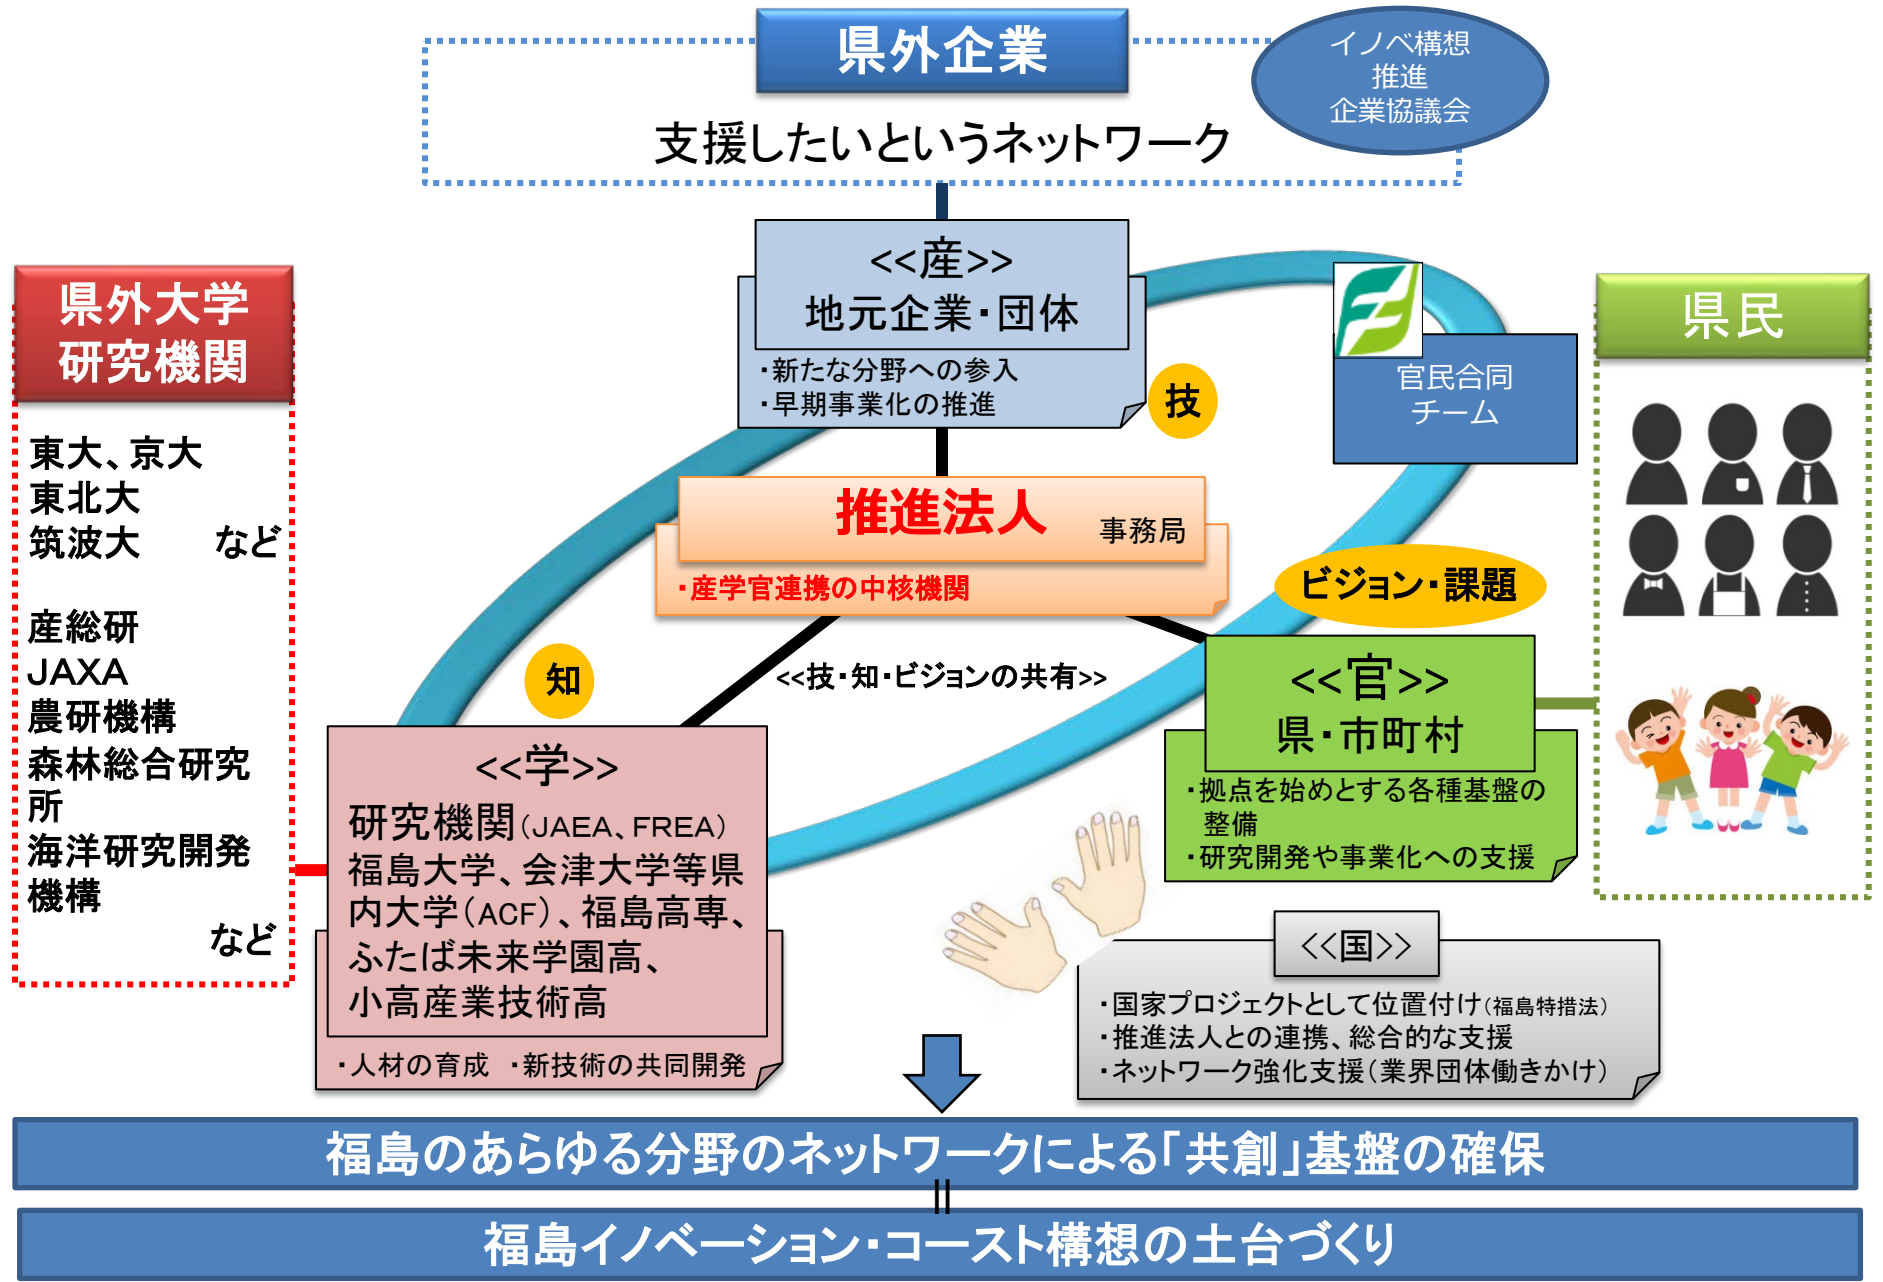 県外企業
イノベ構想
推進
企業協議会
支援したいというネットワーク
<<産>>
地元企業・団体
・新たな分野への参入
・早期事業化の推進
技
官民合同
チーム
県民
県外大学
研究機関
東大、京大
東北大
筑波大　　など
産総研
JAXA
農研機構
森林総合研究
所
海洋研究開発
機構
など
推進法人　事務局
・産学官連携の中核機関
ビジョン・課題
知
<<技・知・ビジョンの共有>>
<<官>>
県・市町村
・拠点を始めとする各種基盤の
整備
・研究開発や事業化への支援
<<学>>
研究機関（JAEA、FREA）
福島大学、会津大学等県
内大学（ACF）、福島高専、
ふたば未来学園高、
小高産業技術高
・人材の育成　・新技術の共同開発
<<国>>
・国家プロジェクトとして位置付け（福島特措法）
・推進法人との連携、総合的な支援
・ネットワーク強化支援（業界団体働きかけ）
福島のあらゆる分野のネットワークによる「共創」基盤の確保
||
福島イノベーション・コースト構想の土台づくり